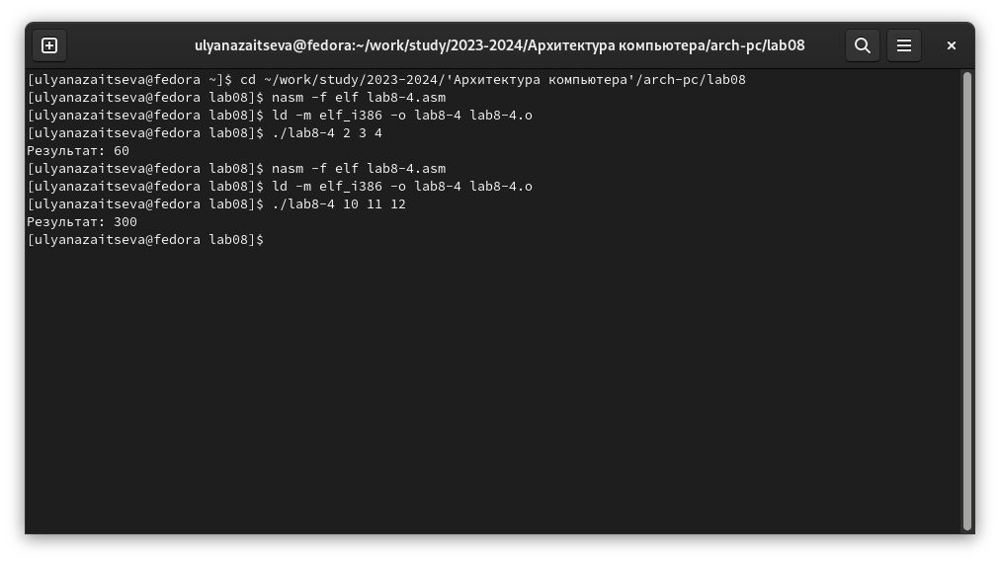 ulyanazaitseva@fedora:~/work/study/2023-2024/Архитектура компьютера/arch-pc/lab08
[ulyanazaitseva@fedora ~]$ cd ~/work/study/2023-2024/'Архитектура компьютера'/arch-pc/lab08
[ulyanazaitseva@fedora lab08]$ nasm -f elf lab8-4.asm
[ulyanazaitseva@fedora lab08]$ ld -m elf_i386 -o lab8-4 lab8-4.o
[ulyanazaitseva@fedora lab08]$ ./lab8-4 2 3 4
Результат: 60
[ulyanazaitseva@fedora lab08]$ nasm -f elf lab8-4.asm
[ulyanazaitseva@fedora lab08]$ ld -m elf_i386 -o lab8-4 lab8-4.o
[ulyanazaitseva@fedora lab08]$ ./lab8-4 10 11 12
Результат: 300
[ulyanazaitseva@fedora lab08]$